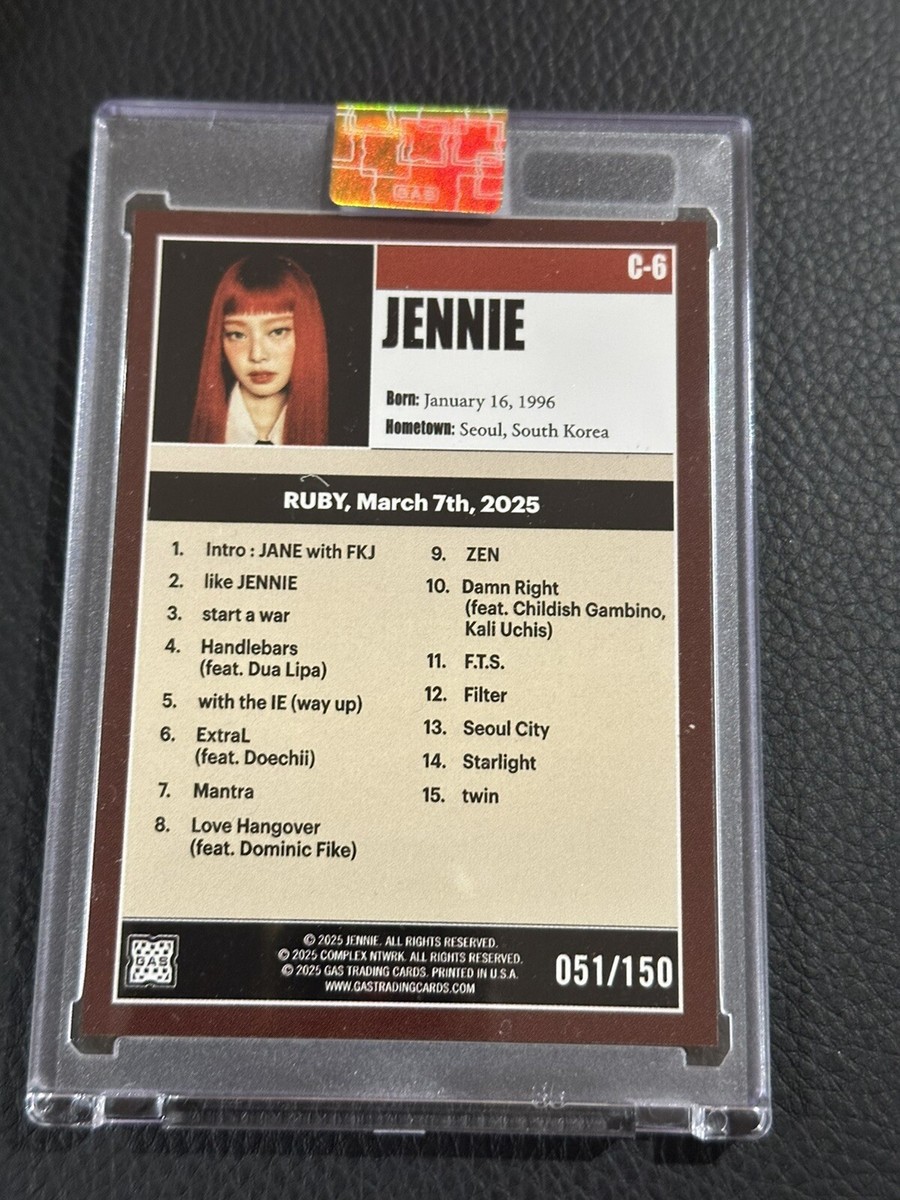 GAS
C-6
JENNIE
Born: January 16, 1996
Hometown: Seoul, South Korea
RUBY, March 7th, 2025
1. Intro : JANE with FKJ
2. like JENNIE
3. start a war
4. Handlebars
(feat. Dua Lipa)
5. with the IE (way up)
6. ExtraL
(feat. Doechii)
7. Mantra
8. Love Hangover
(feat. Dominic Fike)
9. ZEN
10. Damn Right
(feat. Childish Gambino,
Kali Uchis)
11. F.T.S.
12. Filter
13. Seoul City
14. Starlight
15. twin
GAS
© 2025 JENNIE. ALL RIGHTS RESERVED.
© 2025 COMPLEX NTWRK. ALL RIGHTS RESERVED.
© 2025 GAS TRADING CARDS. PRINTED IN U.S.A.
WWW.GASTRADINGCARDS.COM
051/150